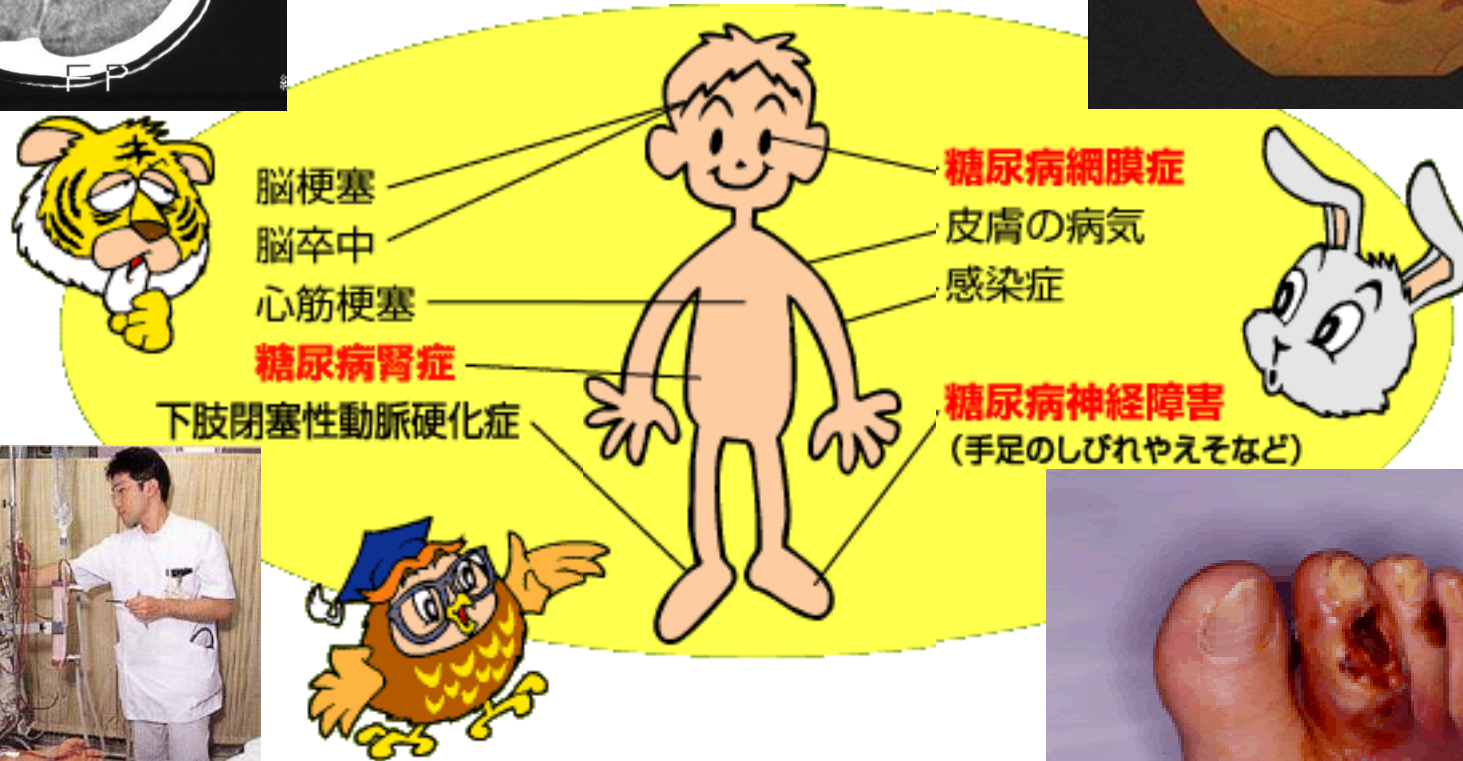 FP
脳梗塞
脳卒中
心筋梗塞
糖尿病腎症
下肢閉塞性動脈硬化症
糖尿病網膜症
皮膚の病気
感染症
糖尿病神経障害
(手足のしびれやえそなど)